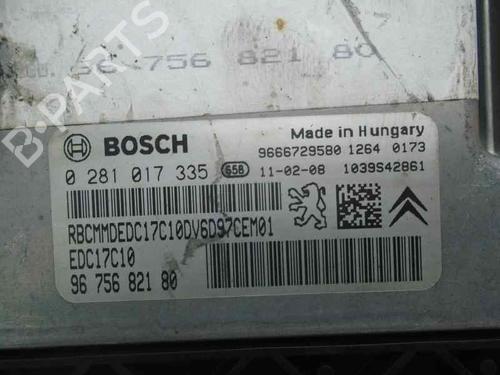 96 756 821 80
B-PARTS
BOSCH
Made in Hungary
9666729580 1264 0173
0 281 017 335 G58 11-02-08 1039S42861
RBCMMDEDC17C10DV6D97CEM01
EDC17C10
96 756 821 80